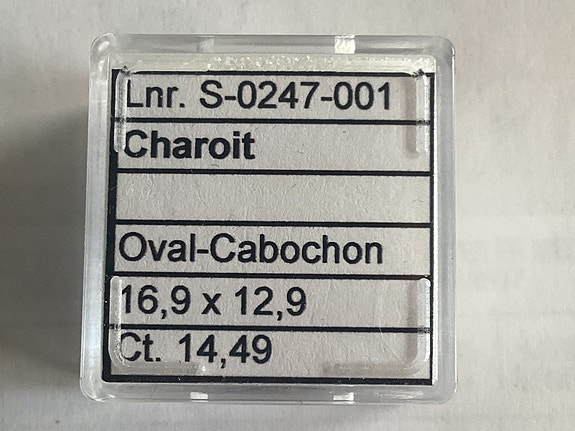 Lnr. S-0247-001
Charoit
Oval-Cabochon
16,9 x 12,9
Ct. 14,49